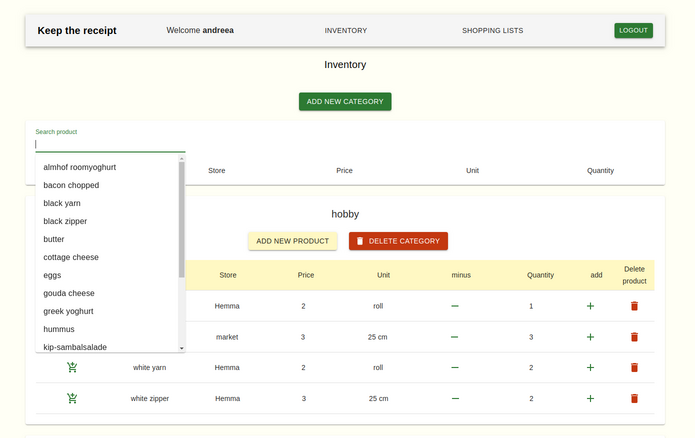 Keep the receipt Welcome andreea INVENTORY SHOPPING LISTS LOGOUT
Inventory
ADD NEW CATEGORY
Search product
Store Price Unit Quantity
almhof roomyoghurt
bacon chopped
black yarn
black zipper
butter
cottage cheese
eggs
gouda cheese
greek yoghurt
hummus
kip-sambalsalade
hobby
ADD NEW PRODUCT DELETE CATEGORY
Store Price Unit minus Quantity add Delete product
Hemma 2 roll 1
market 3 25 cm 3
white yarn Hemma 2 roll 2
white zipper Hemma 3 25 cm 2